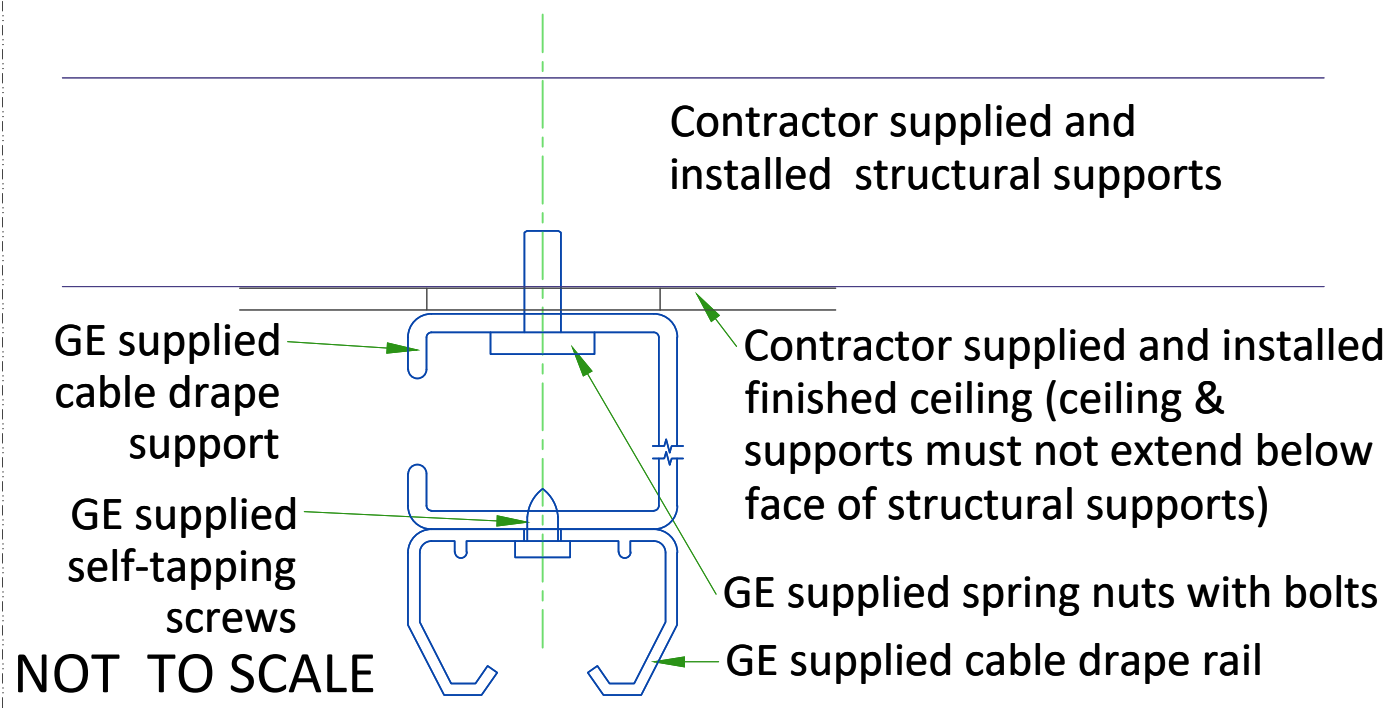 Contractor supplied and
installed  structural supports
GE supplied
cable drape
support
Contractor supplied and installed
finished ceiling (ceiling &
supports must not extend below
face of structural supports)
GE supplied
self-tapping
screws
GE supplied spring nuts with bolts
GE supplied cable drape rail
NOT  TO SCALE